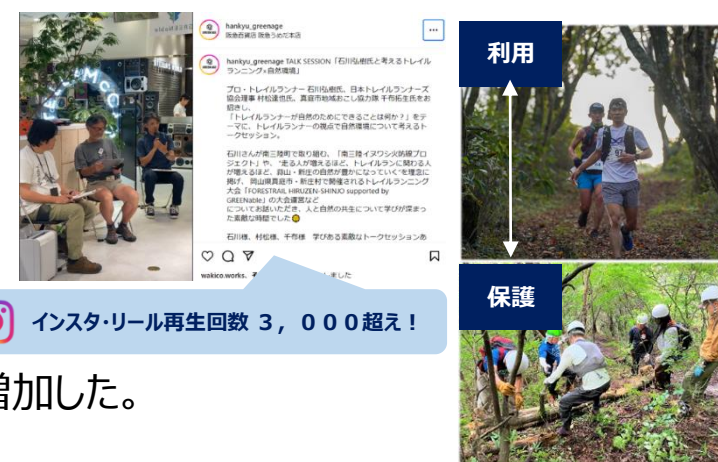 hankyu_greenage
阪急百貨店 阪急うめだ本店
hankyu_greenage TALK SESSION「石川弘樹氏と考えるトレイル
ランニング×自然環境」
プロ・トレイルランナー 石川弘樹氏、日本トレイルランナーズ
協会理事 村松達也氏、真庭市地域おこし協力隊 千布拓生氏をお
招きし、
「トレイルランナーが自然のためにできることは何か？」をテ
ーマに、トレイルランナーの視点で自然環境について考えるト
ークセッション。
石川さんが南三陸町で取り組む、「南三陸イヌワシ火防線プロ
ジェクト」や、“走る人が増えるほど、トレイルランに関わる人
が増えるほど、蒜山・新庄の自然が豊かになっていく”を理念に
掲げ、岡山県真庭市・新庄村で開催されるトレイルランニング
大会「FORESTRAIL HIRUZEN-SHINJO supported by
GREENable」の大会運営など
についてお話いただき、人と自然の共生について学びが深まっ
た素敵な時間でした
石川様、村松様、千布様 学びある素敵なトークセッションあ
wakico.works、
しました
インスタ・リール再生回数 ３，０００超え！
増加した。
利用
保護